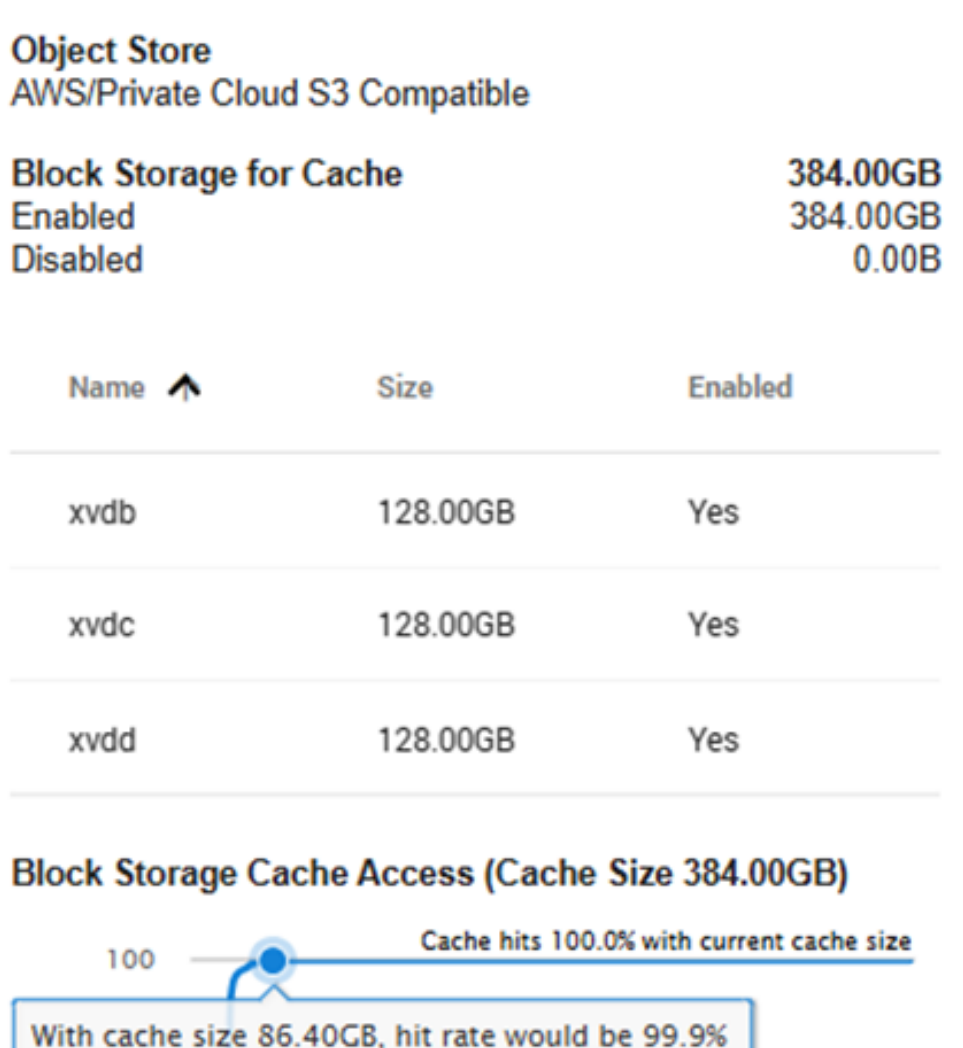 Object Store
AWS/Private Cloud S3 Compatible
Block Storage for Cache 384.00GB
Enabled 384.00GB
Disabled 0.00B
Name Size Enabled
xvdb 128.00GB Yes
xvdc 128.00GB Yes
xvdd 128.00GB Yes
Block Storage Cache Access (Cache Size 384.00GB)
Cache hits 100.0% with current cache size
100
With cache size 86.40GB, hit rate would be 99.9%